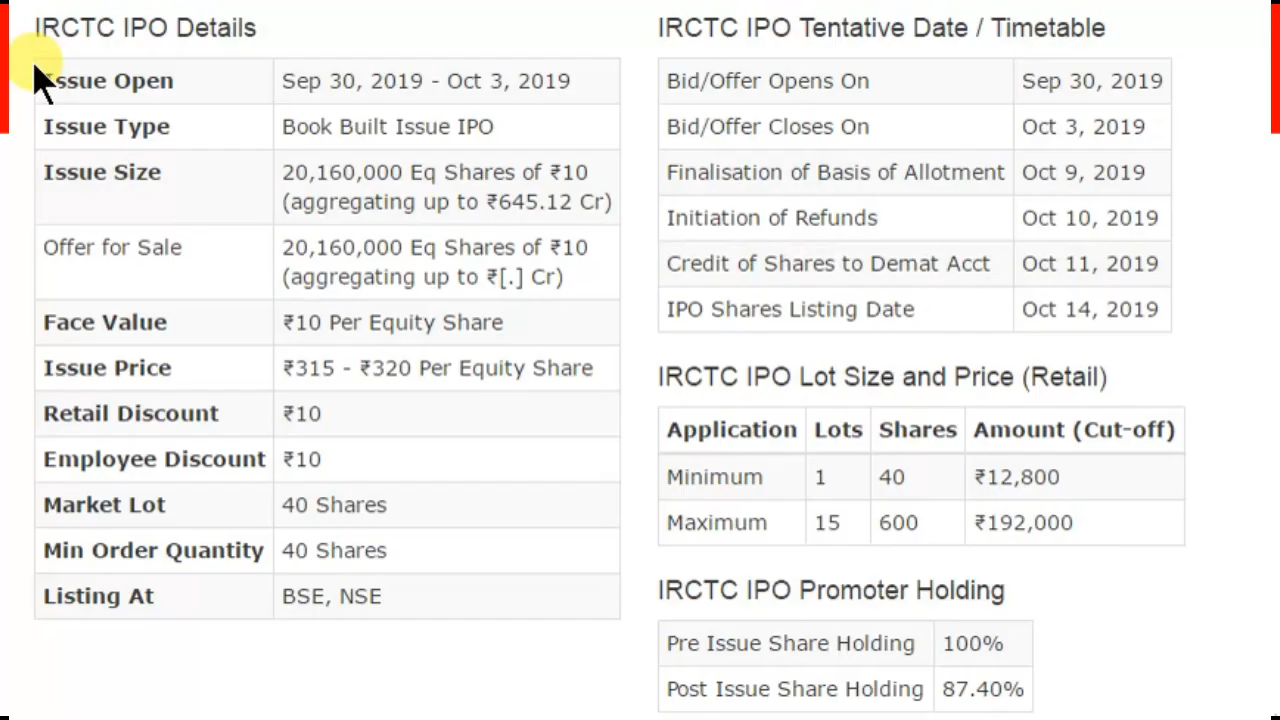 IRCTC IPO Details
Issue Open Sep 30, 2019 - Oct 3, 2019
Issue Type Book Built Issue IPO
Issue Size 20,160,000 Eq Shares of ₹10
(aggregating up to ₹645.12 Cr)
Offer for Sale 20,160,000 Eq Shares of ₹10
(aggregating up to ₹[.] Cr)
Face Value ₹10 Per Equity Share
Issue Price ₹315 - ₹320 Per Equity Share
Retail Discount ₹10
Employee Discount ₹10
Market Lot 40 Shares
Min Order Quantity 40 Shares
Listing At BSE, NSE
IRCTC IPO Tentative Date / Timetable
Bid/Offer Opens On Sep 30, 2019
Bid/Offer Closes On Oct 3, 2019
Finalisation of Basis of Allotment Oct 9, 2019
Initiation of Refunds Oct 10, 2019
Credit of Shares to Demat Acct Oct 11, 2019
IPO Shares Listing Date Oct 14, 2019
IRCTC IPO Lot Size and Price (Retail)
Application Lots Shares Amount (Cut-off)
Minimum 1 40 ₹12,800
Maximum 15 600 ₹192,000
IRCTC IPO Promoter Holding
Pre Issue Share Holding 100%
Post Issue Share Holding 87.40%